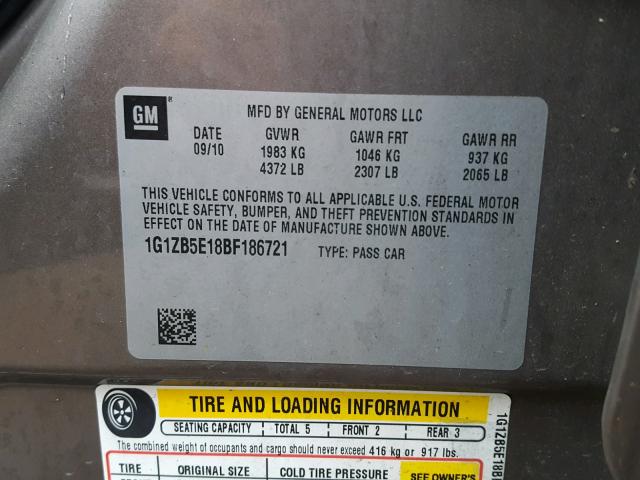 GM ® MFD BY GENERAL MOTORS LLC
DATE GVWR GAWR FRT GAWR RR
09/10 1983 KG 1046 KG 937 KG
4372 LB 2307 LB 2065 LB
THIS VEHICLE CONFORMS TO ALL APPLICABLE U.S. FEDERAL MOTOR
VEHICLE SAFETY, BUMPER, AND THEFT PREVENTION STANDARDS IN
EFFECT ON THE DATE OF MANUFACTURE SHOWN ABOVE.
1G1ZB5E18BF186721 TYPE: PASS CAR
TIRE AND LOADING INFORMATION
SEATING CAPACITY TOTAL 5 FRONT 2 REAR 3
The combined weight of occupants and cargo should never exceed 416 kg or 917 lbs.
TIRE ORIGINAL SIZE COLD TIRE PRESSURE SEE OWNER'S
1G1ZB5E18B